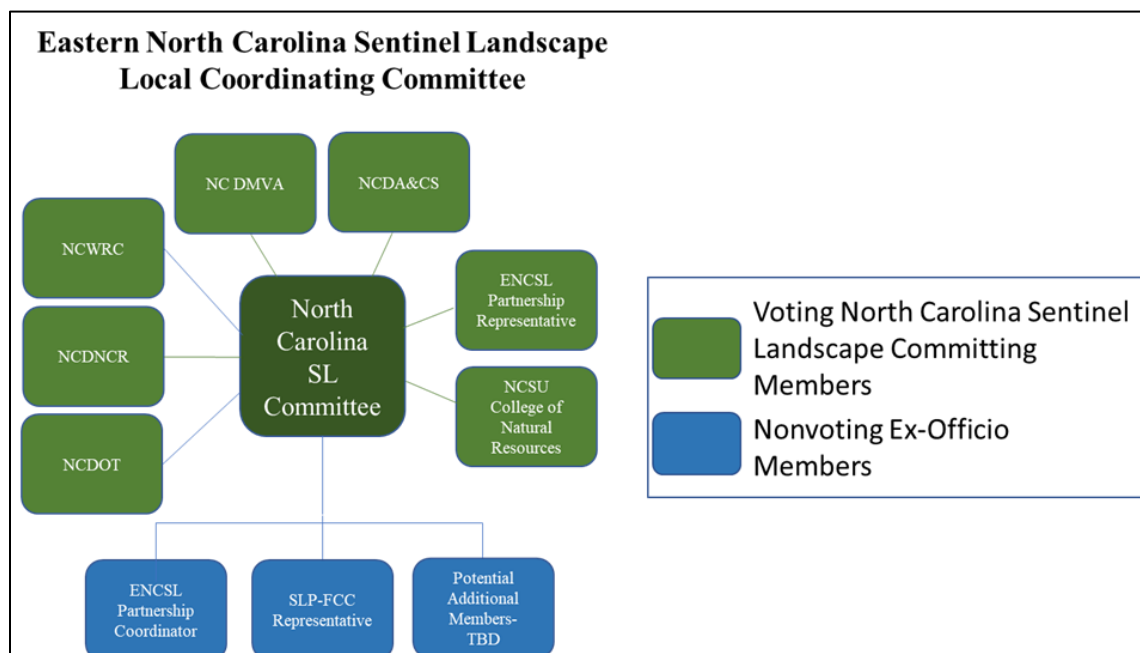 Eastern North Carolina Sentinel Landscape
Local Coordinating Committee
NC DMVA
NCDA&CS
NCWRC
ENCSL
Partnership
Representative
North
Carolina
SL
Committee
NCDNCR
NCSU
College of
Natural
Resources
NCDOT
ENCSL
Partnership
Coordinator
SLP-FCC
Representative
Potential
Additional
Members-
TBD
Voting North Carolina Sentinel
Landscape Committing
Members
Nonvoting Ex-Officio
Members